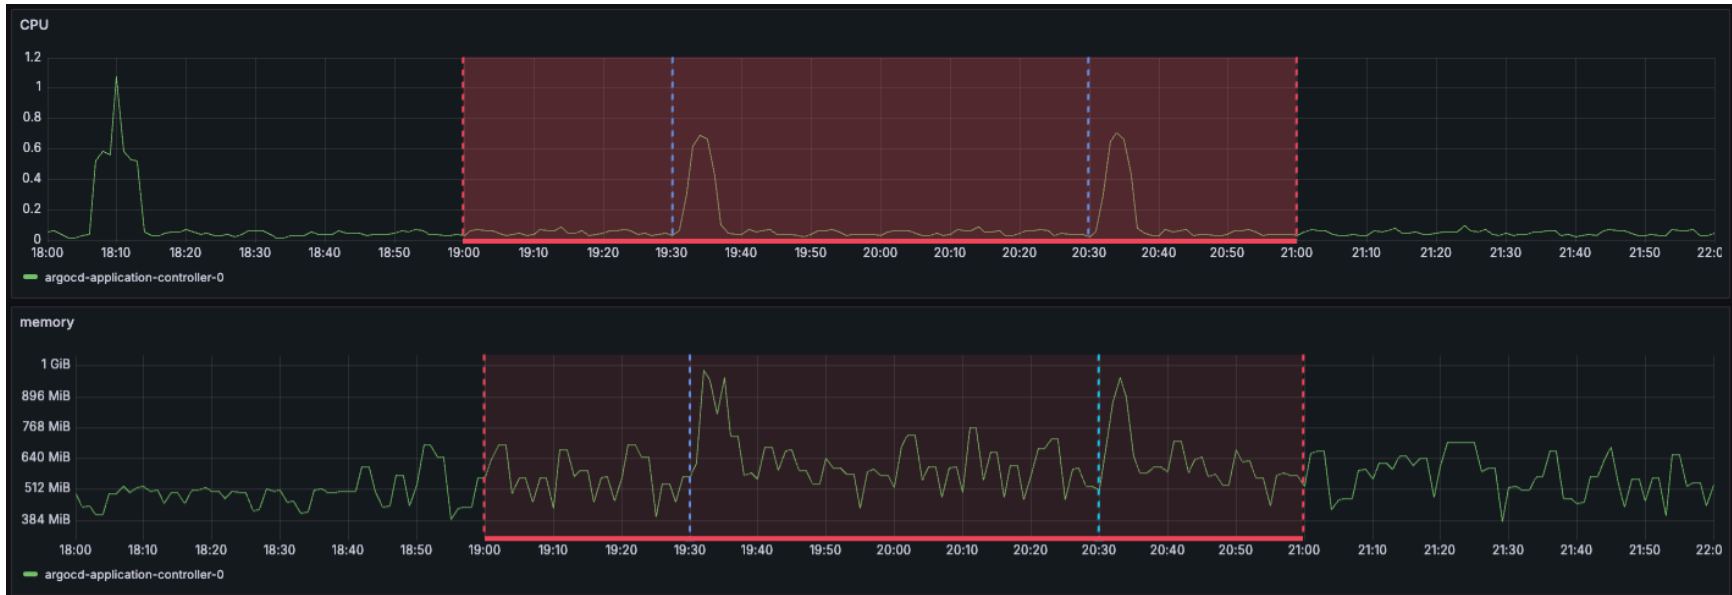 CPU
1.2
1
0.8
0.6
0.4
0.2
0
18:00 18:10 18:20 18:30 18:40 18:50 19:00 19:10 19:20 19:30 19:40 19:50 20:00 20:10 20:20 20:30 20:40 20:50 21:00 21:10 21:20 21:30 21:40 21:50 22:0
argocd-application-controller-0
memory
1 GiB
896 MiB
768 MiB
640 MiB
512 MiB
384 MiB
18:00 18:10 18:20 18:30 18:40 18:50 19:00 19:10 19:20 19:30 19:40 19:50 20:00 20:10 20:20 20:30 20:40 20:50 21:00 21:10 21:20 21:30 21:40 21:50 22:0
argocd-application-controller-0